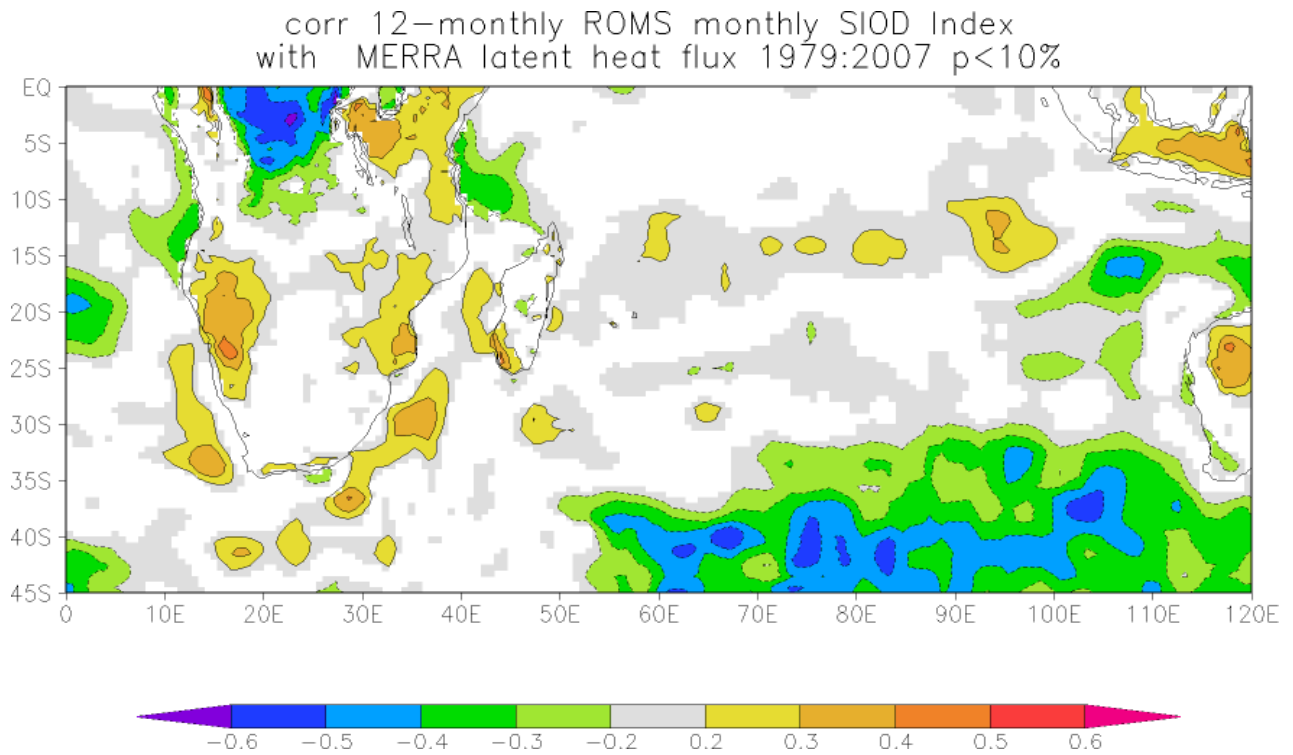 corr 12-monthly ROMS monthly SIOD Index
with MERRA latent heat flux 1979:2007 p<10%
EQ
5S
10S
15S
20S
25S
30S
35S
40S
45S
0 10E 20E 30E 40E 50E 60E 70E 80E 90E 100E 110E 120E
-0.6 -0.5 -0.4 -0.3 -0.2 0.2 0.3 0.4 0.5 0.6